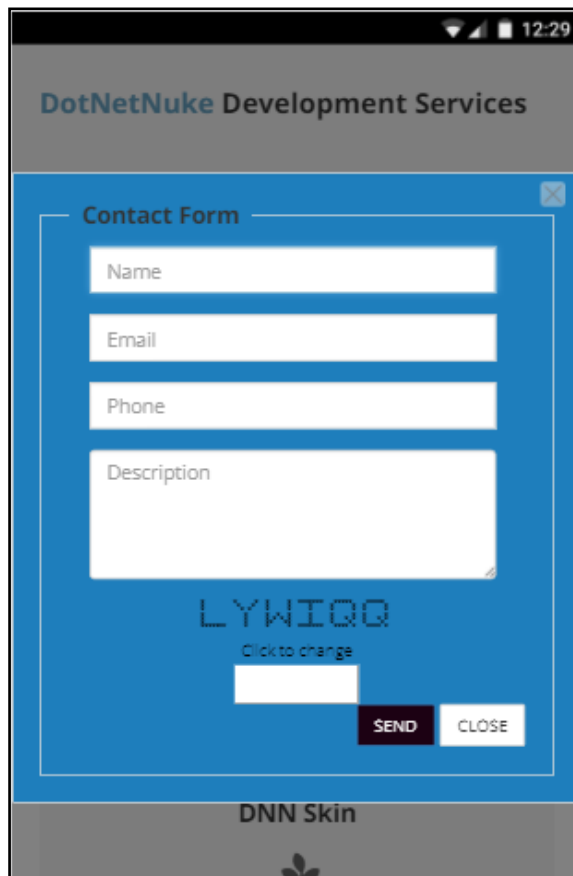 12:29
DotNetNuke Development Services
Contact Form
Name
Email
Phone
Description
LYWIQQ
Click to change
SEND CLOSE
DNN Skin